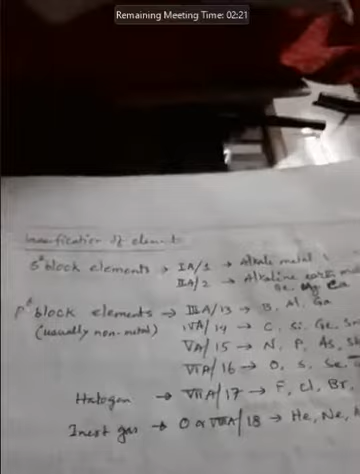 Remaining Meeting Time: 02:21
classification of element
S block elements → IA/1 → Alkali metal
IIA/2 → Alkaline earth
Be, Mg, Ca
P block elements → IIIA/13 → B, Al, Ga
(usually non-metal) IVA/14 → C, Si, Ge, Sn
VA/15 → N, P, As, Sb
VIA/16 → O, S, Se
Halogen → VIIA/17 → F, Cl, Br,
Inert gas → O or VIIIA/18 → He, Ne,